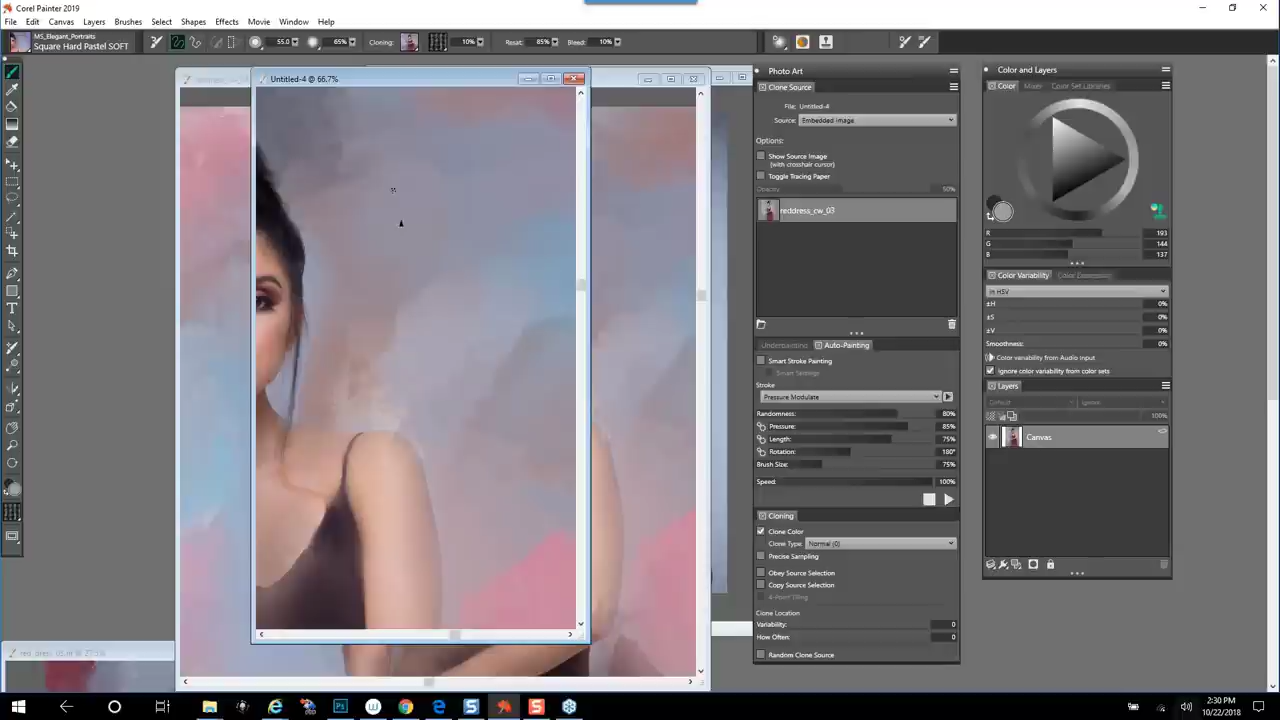 Corel Painter 2019
File Edit Canvas Layers Brushes Select Shapes Effects Movie Window Help
MS_Elegant_Portraits
Square Hard Pastel SOFT
55.0 65% Cloning: 10% Resat: 85% Bleed: 10%
Untitled-4 @ 66.7%
Photo Art
Clone Source
File: Untitled-4
Source: Embedded Image
Options:
Show Source Image
(with crosshair cursor)
Toggle Tracing Paper
Opacity 50%
reddress_cw_03
Underpainting Auto-Painting
Smart Stroke Painting
Smart Settings
Stroke
Pressure Modulate
Randomness: 80%
Pressure: 85%
Length: 75%
Rotation: 180°
Brush Size: 75%
Speed: 100%
Cloning
Clone Color
Clone Type: Normal (0)
Precise Sampling
Obey Source Selection
Copy Source Selection
4-Point Tiling
Clone Location
Variability: 0
How Often: 0
Random Clone Source
Color and Layers
Color Mixer Color Set Libraries
R 193
G 144
B 137
Color Variability Color Expression
in HSV
±H 0%
±S 0%
±V 0%
Smoothness: 0%
Color variability from Audio Input
Ignore color variability from color sets
Layers
Default Ignore
100%
Canvas
2:30 PM
10/22/2018